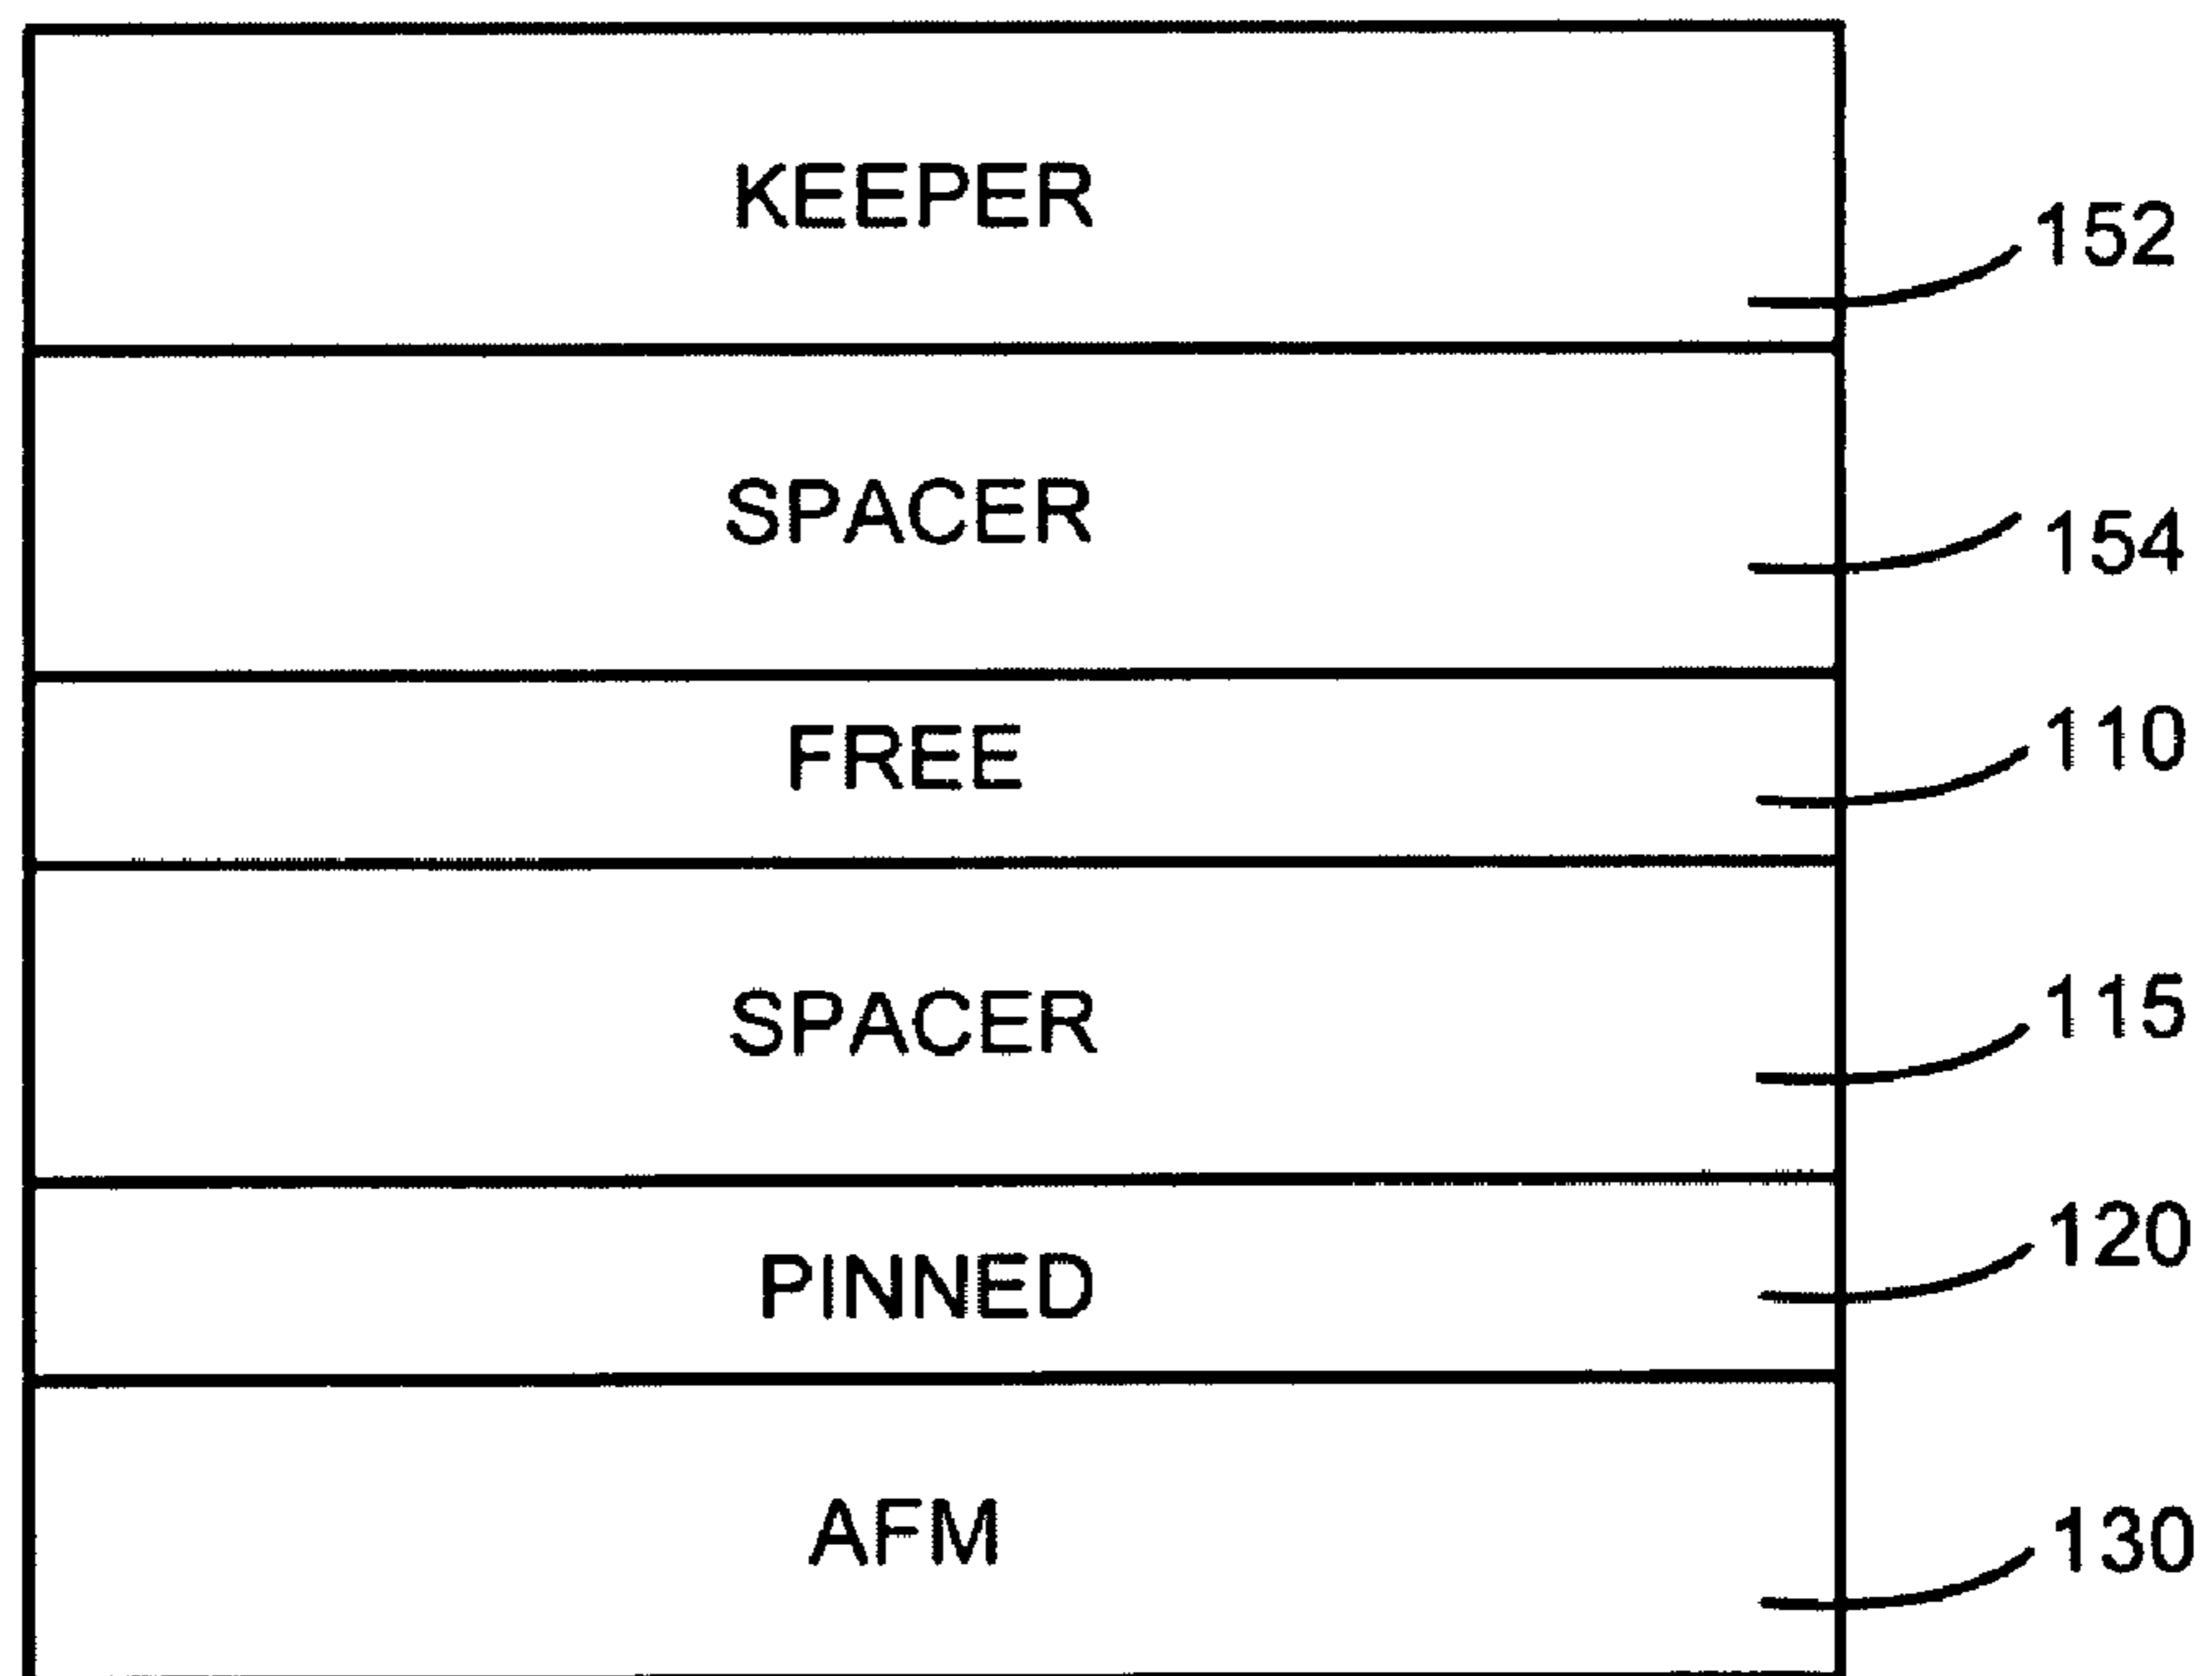 KEEPER
152
SPACER
154
FREE
110
SPACER
115
PINNED
120
AFM
130